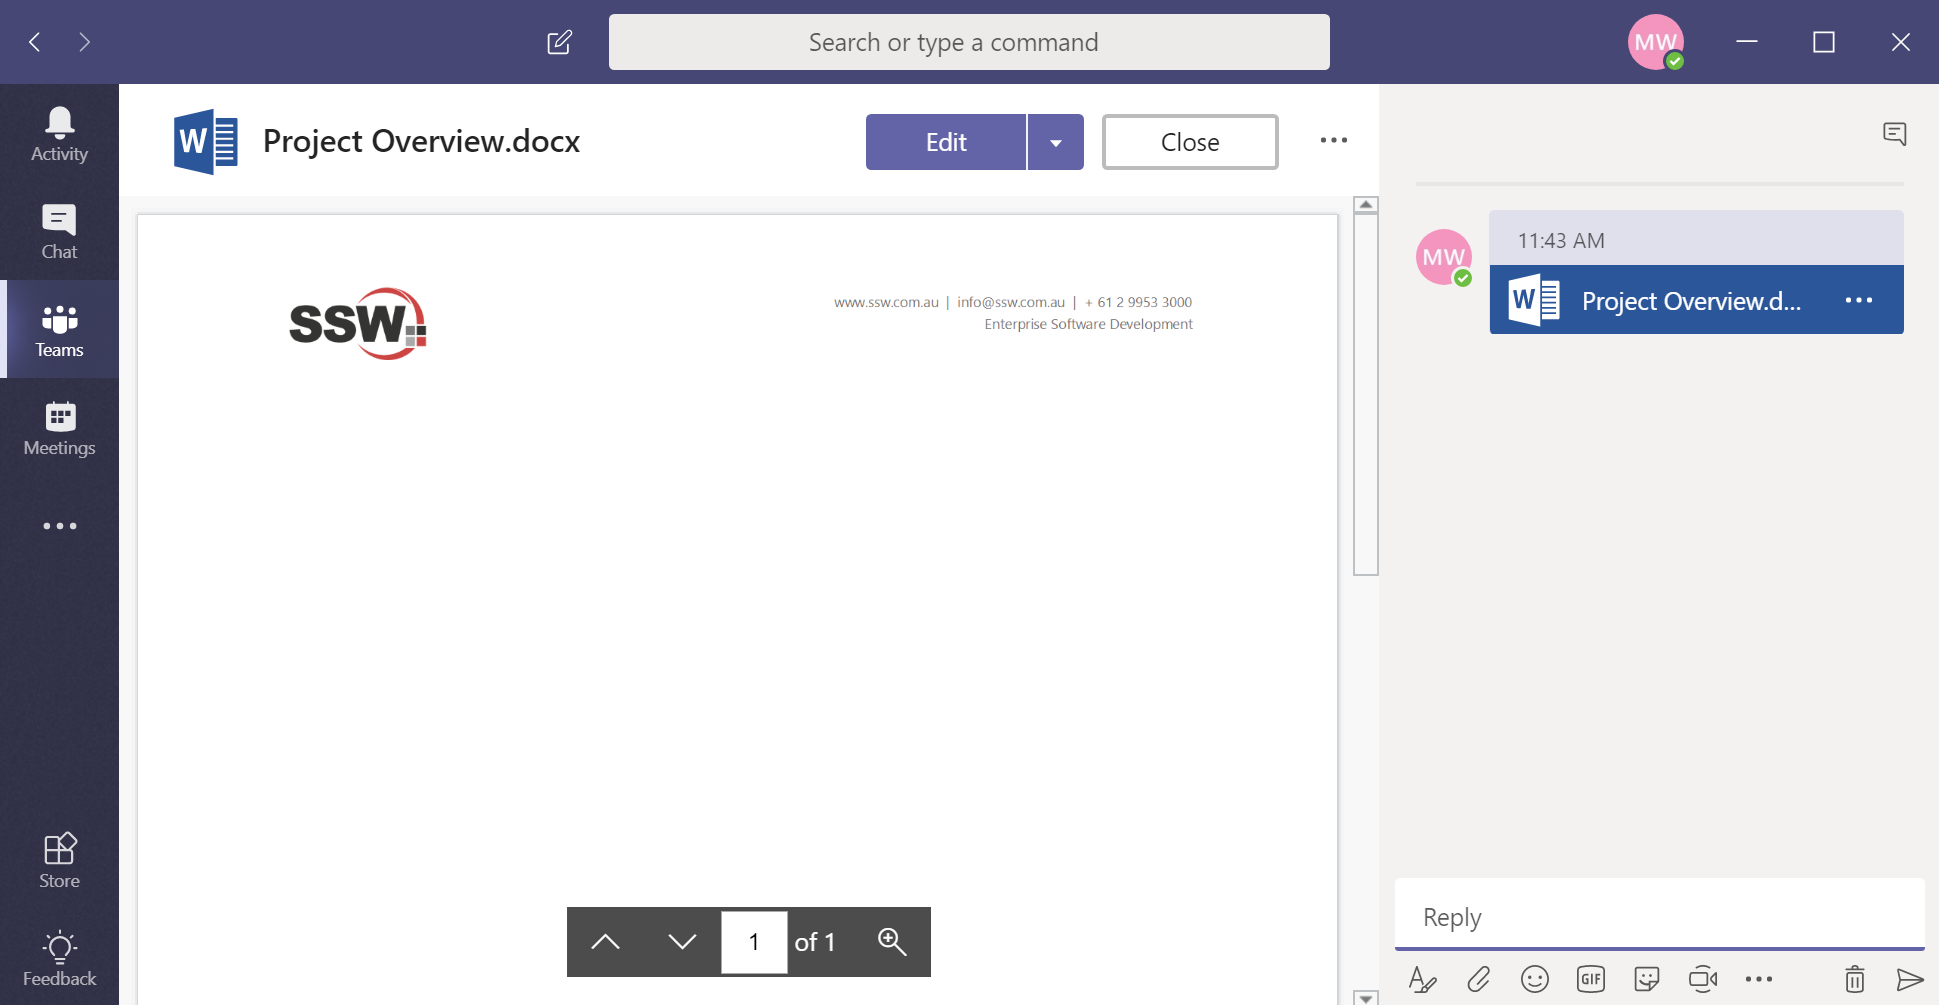 Search or type a command
MW
Activity
Chat
Teams
Meetings
Store
Feedback
W
Project Overview.docx
Edit
Close
SSW
www.ssw.com.au | info@ssw.com.au | + 61 2 9953 3000
Enterprise Software Development
1 of 1
MW
11:43 AM
W
Project Overview.d...
Reply
GIF